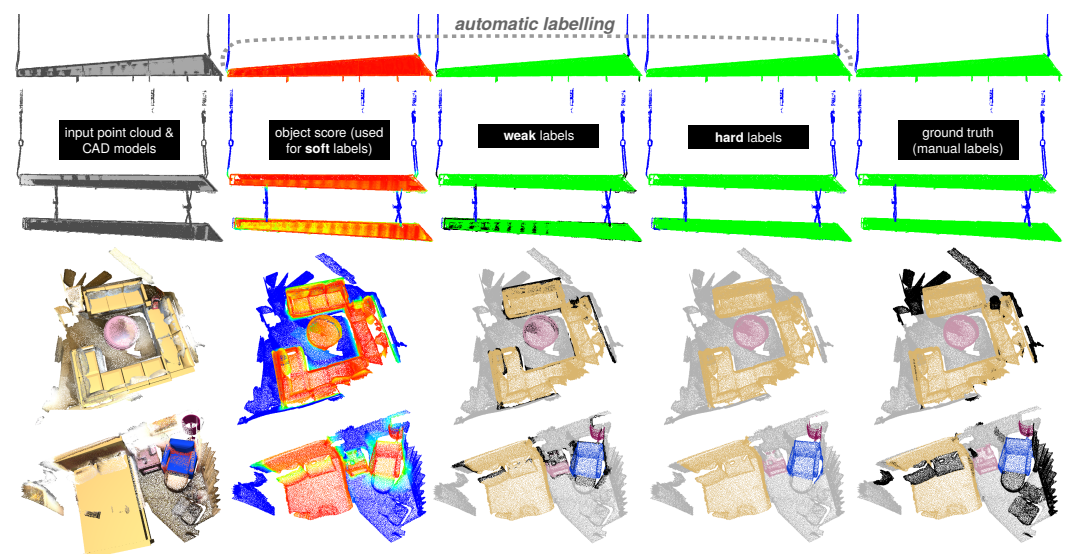 automatic labelling
input point cloud &
CAD models
object score (used
for soft labels)
weak labels
hard labels
ground truth
(manual labels)